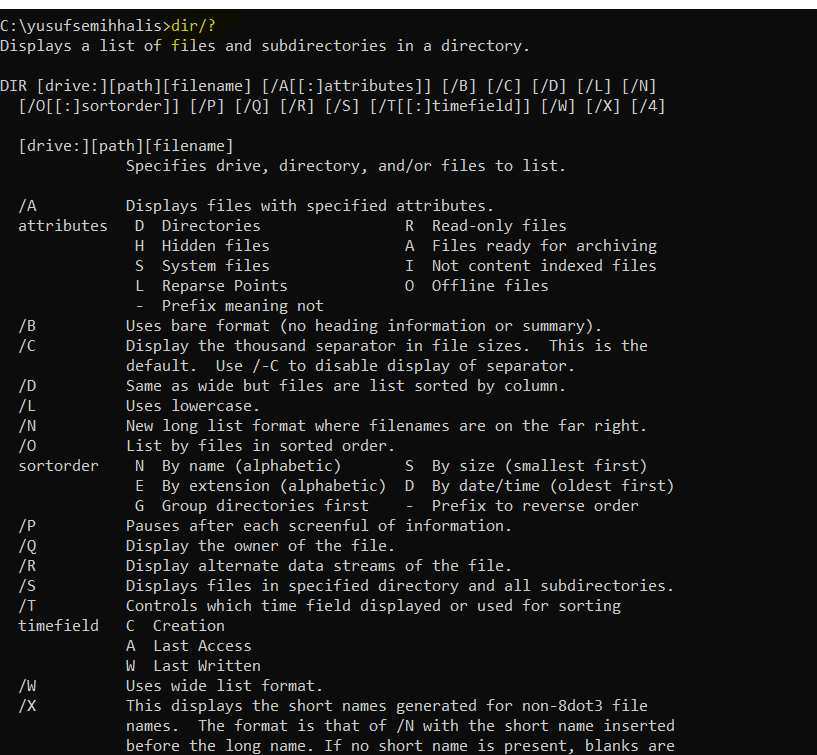 C:\yusufsemihhalis>dir/?
Displays a list of files and subdirectories in a directory.
DIR [drive:][path][filename] [/A[[:]attributes]] [/B] [/C] [/D] [/L] [/N]
  [/O[[:]sortorder]] [/P] [/Q] [/R] [/S] [/T[[:]timefield]] [/W] [/X] [/4]
  [drive:][path][filename]
              Specifies drive, directory, and/or files to list.
  /A          Displays files with specified attributes.
  attributes   D  Directories                R  Read-only files
               H  Hidden files               A  Files ready for archiving
               S  System files               I  Not content indexed files
               L  Reparse Points             O  Offline files
               -  Prefix meaning not
  /B          Uses bare format (no heading information or summary).
  /C          Display the thousand separator in file sizes.  This is the
              default.  Use /-C to disable display of separator.
  /D          Same as wide but files are list sorted by column.
  /L          Uses lowercase.
  /N          New long list format where filenames are on the far right.
  /O          List by files in sorted order.
  sortorder    N  By name (alphabetic)       S  By size (smallest first)
               E  By extension (alphabetic)  D  By date/time (oldest first)
               G  Group directories first    -  Prefix to reverse order
  /P          Pauses after each screenful of information.
  /Q          Display the owner of the file.
  /R          Display alternate data streams of the file.
  /S          Displays files in specified directory and all subdirectories.
  /T          Controls which time field displayed or used for sorting
  timefield   C  Creation
              A  Last Access
              W  Last Written
  /W          Uses wide list format.
  /X          This displays the short names generated for non-8dot3 file
              names.  The format is that of /N with the short name inserted
              before the long name. If no short name is present, blanks are